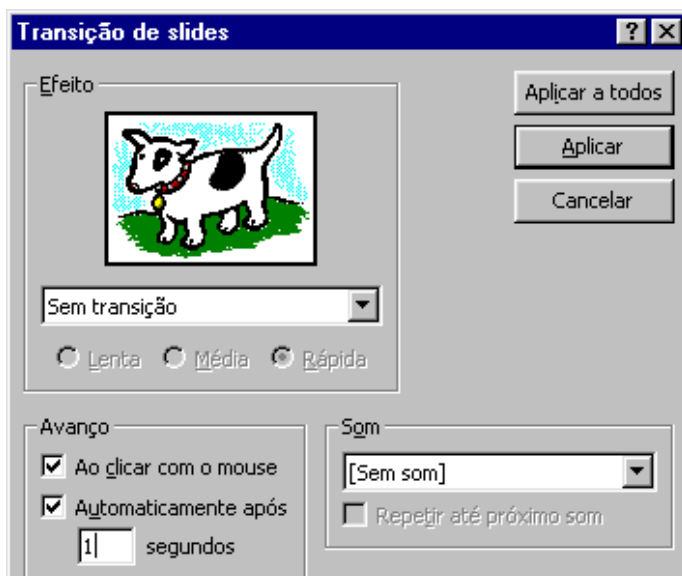 Transição de slides
Efeito
Aplicar a todos
Aplicar
Cancelar
Sem transição
Lenta Média Rápida
Avanço
Ao clicar com o mouse
Automaticamente após
1 segundos
Som
[Sem som]
Repetir até próximo som